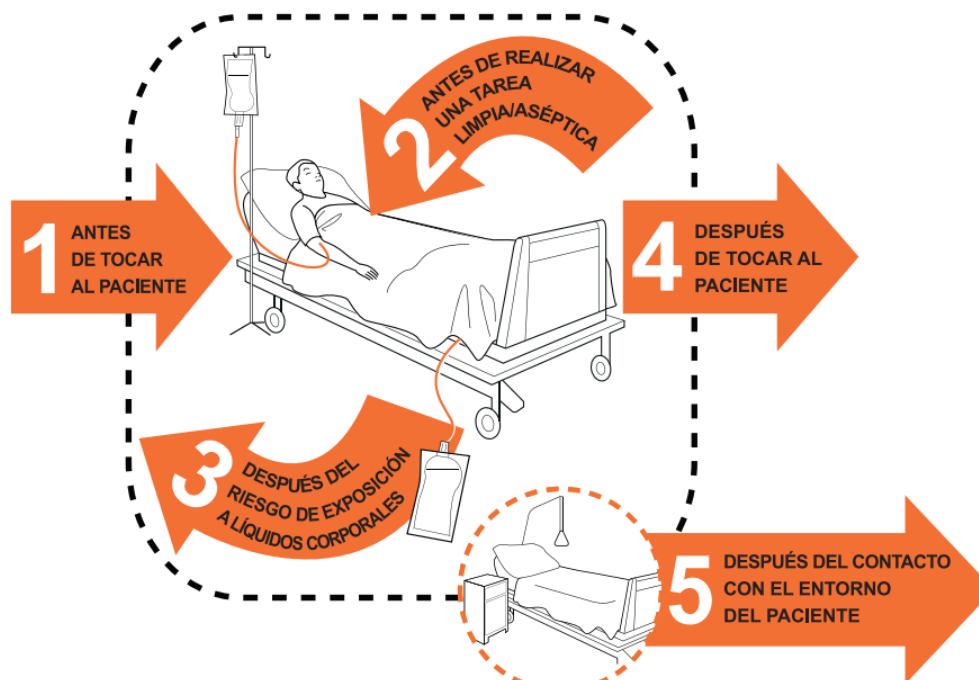 1
ANTES
DE TOCAR
AL PACIENTE
2
ANTES DE REALIZAR
UNA TAREA
LIMPIA/ASÉPTICA
3
DESPUÉS DEL
RIESGO DE EXPOSICIÓN
A LÍQUIDOS CORPORALES
4
DESPUÉS
DE TOCAR AL
PACIENTE
5
DESPUÉS DEL CONTACTO
CON EL ENTORNO
DEL PACIENTE